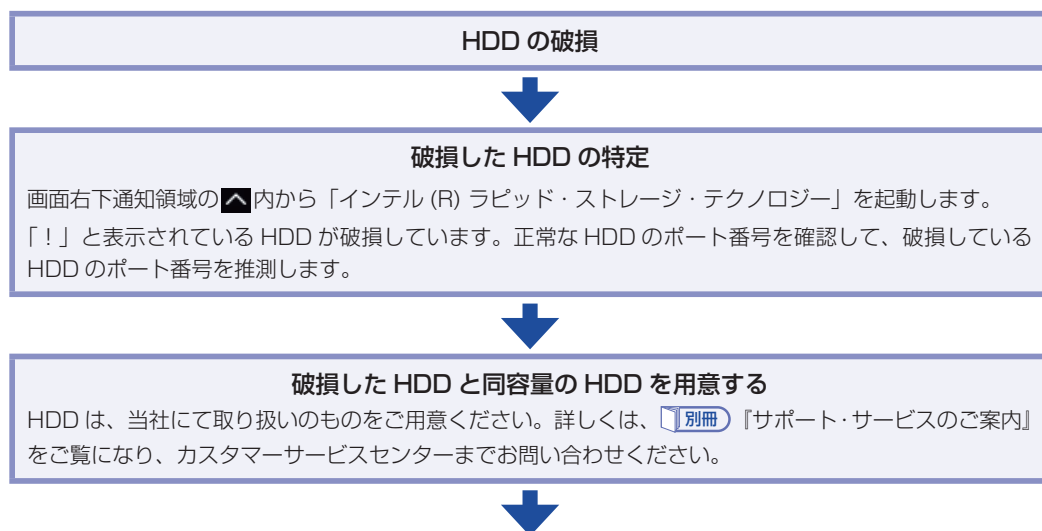 HDD の破損
破損した HDD の特定
画面右下通知領域の 内から「インテル (R) ラピッド・ストレージ・テクノロジー」を起動します。
「！」と表示されている HDD が破損しています。正常な HDD のポート番号を確認して、破損している
HDD のポート番号を推測します。
破損した HDD と同容量の HDD を用意する
HDD は、当社にて取り扱いのものをご用意ください。詳しくは、別冊『サポート・サービスのご案内』
をご覧になり、カスタマーサービスセンターまでお問い合わせください。